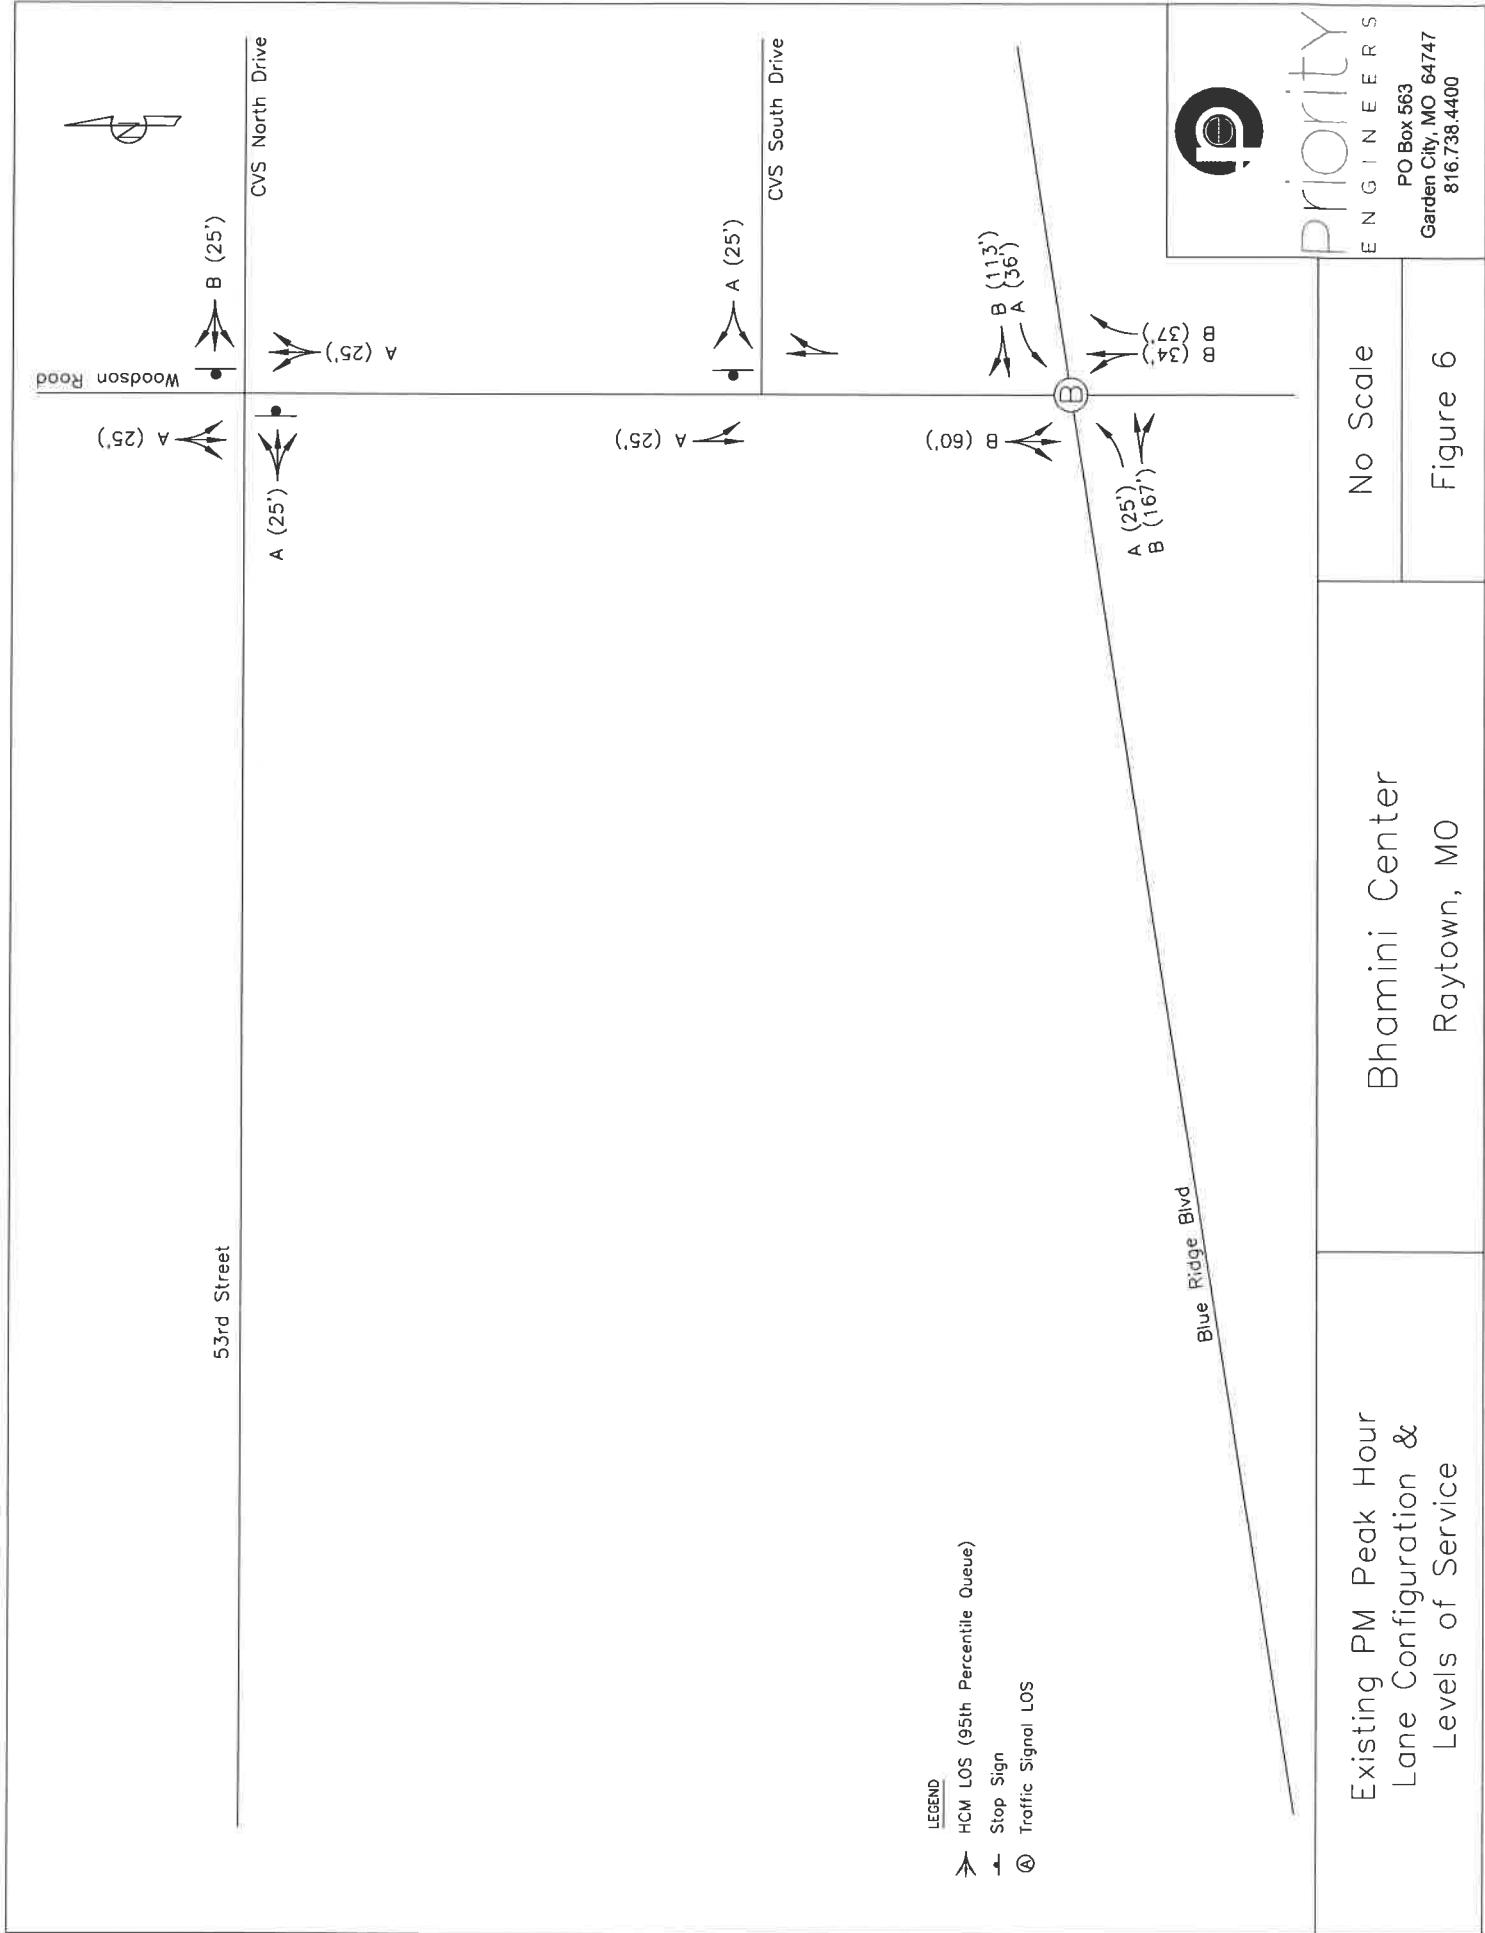 Woodson Road
B (25')
CVS North Drive
A (25')
A (25')
A (25')
53rd Street
A (25')
CVS South Drive
A (25')
B (113')
A (36')
B (60')
B
B (34')
B (37')
A (25')
B (167')
Blue Ridge Blvd
LEGEND
HCM LOS (95th Percentile Queue)
Stop Sign
A Traffic Signal LOS
N
Existing PM Peak Hour
Lane Configuration &
Levels of Service
Bhamini Center
Raytown, MO
No Scale
Figure 6
Priority
ENGINEERS
PO Box 563
Garden City, MO 64747
816.738.4400